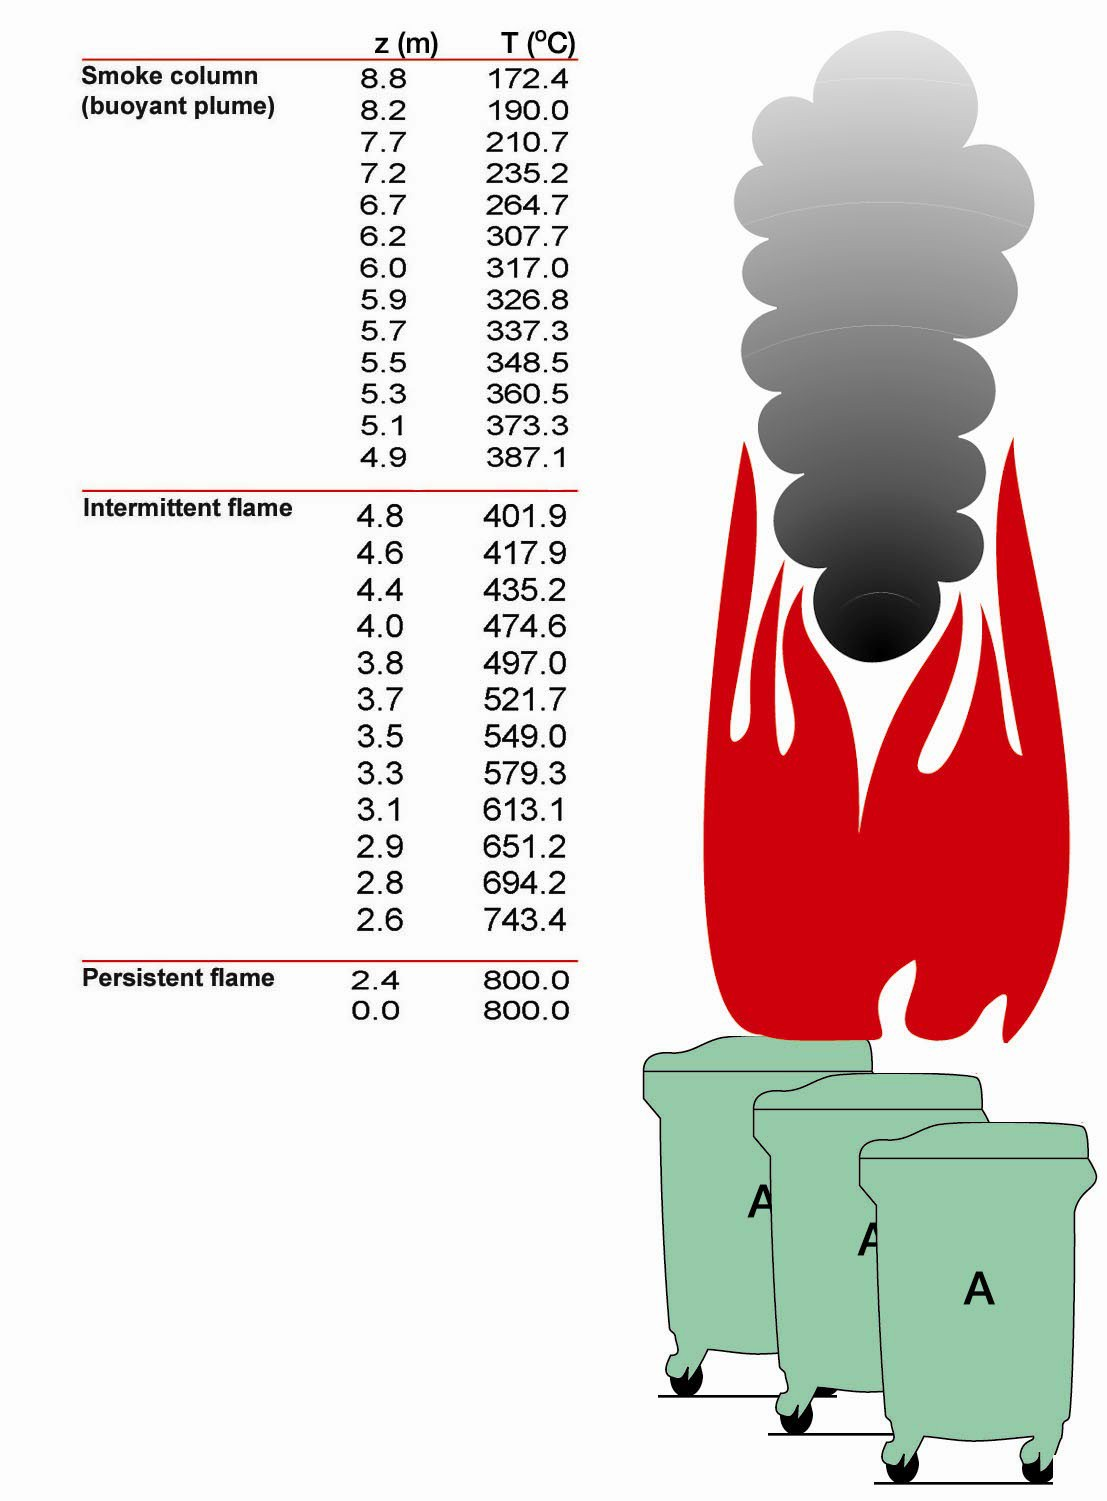 z (m) T (°C)
Smoke column 8.8 172.4
(buoyant plume) 8.2 190.0
7.7 210.7
7.2 235.2
6.7 264.7
6.2 307.7
6.0 317.0
5.9 326.8
5.7 337.3
5.5 348.5
5.3 360.5
5.1 373.3
4.9 387.1
Intermittent flame 4.8 401.9
4.6 417.9
4.4 435.2
4.0 474.6
3.8 497.0
3.7 521.7
3.5 549.0
3.3 579.3
3.1 613.1
2.9 651.2
2.8 694.2
2.6 743.4
Persistent flame 2.4 800.0
0.0 800.0
A
A
A